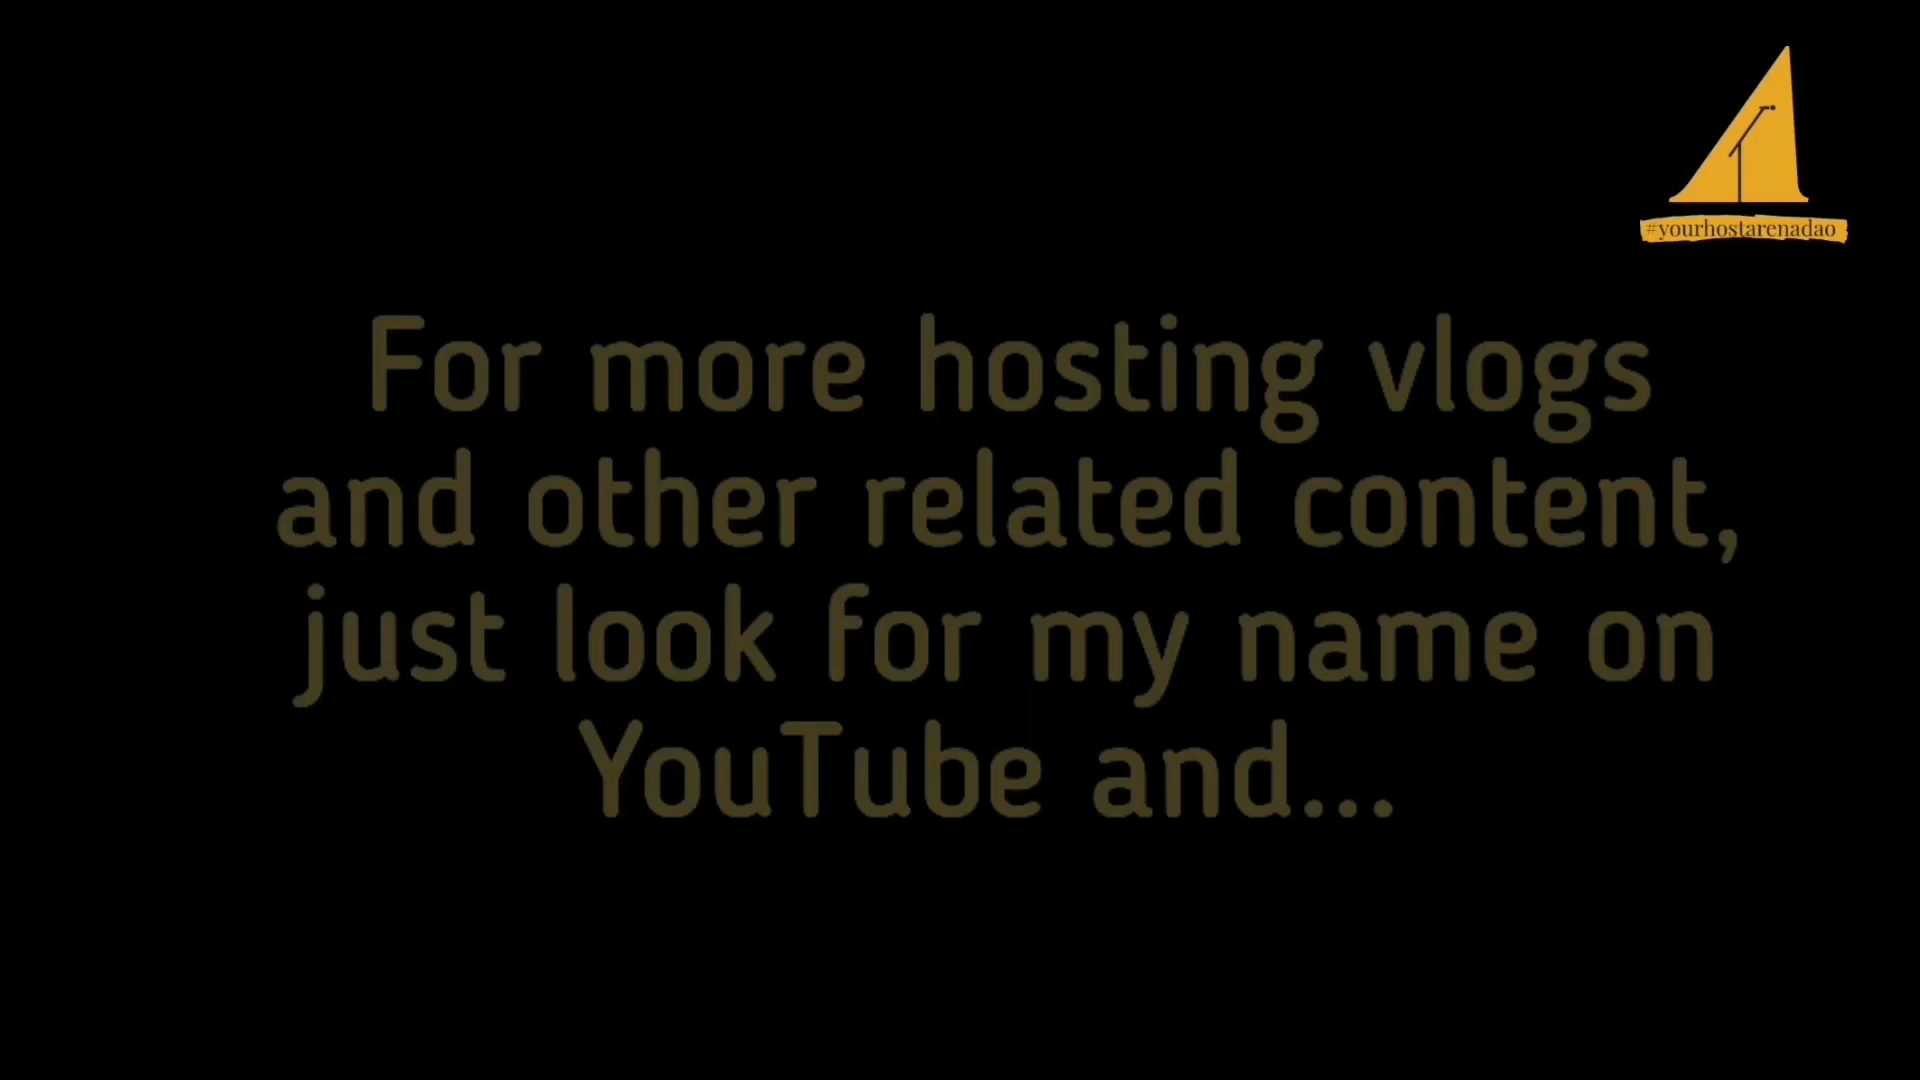 #yourhostarenadao
For more hosting vlogs
and other related content,
just look for my name on
YouTube and...